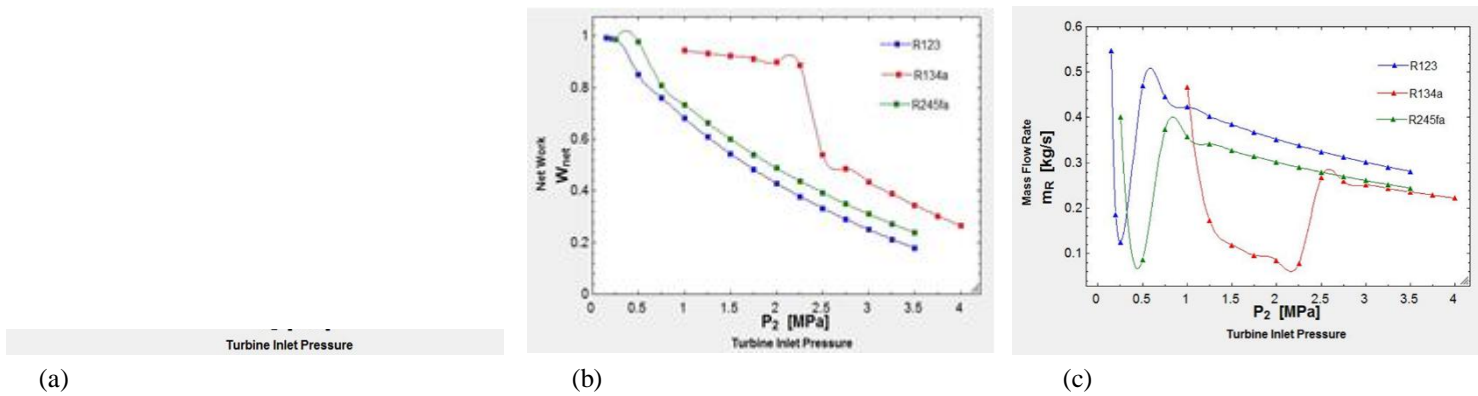 Turbine Inlet Pressure
(a)
Net Work
W_net
1
0.8
0.6
0.4
0.2
0
R123
R134a
R245fa
0 0.5 1 1.5 2 2.5 3 3.5 4
P₂ [MPa]
Turbine Inlet Pressure
(b)
Mass Flow Rate
m_R [kg/s]
0.6
0.5
0.4
0.3
0.2
0.1
R123
R134a
R245fa
0 0.5 1 1.5 2 2.5 3 3.5 4
P₂ [MPa]
Turbine Inlet Pressure
(c)